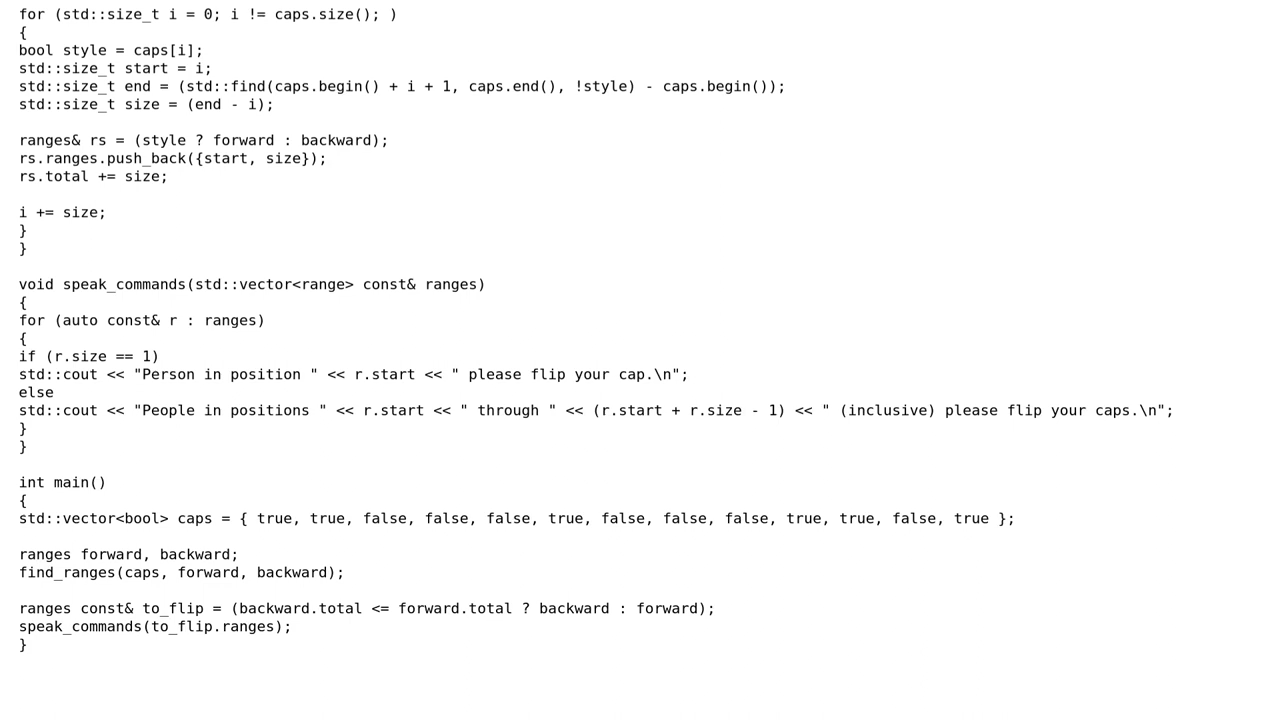 for (std::size_t i = 0; i != caps.size(); )
{
bool style = caps[i];
std::size_t start = i;
std::size_t end = (std::find(caps.begin() + i + 1, caps.end(), !style) - caps.begin());
std::size_t size = (end - i);

ranges& rs = (style ? forward : backward);
rs.ranges.push_back({start, size});
rs.total += size;

i += size;
}
}

void speak_commands(std::vector<range> const& ranges)
{
for (auto const& r : ranges)
{
if (r.size == 1)
std::cout << "Person in position " << r.start << " please flip your cap.\n";
else
std::cout << "People in positions " << r.start << " through " << (r.start + r.size - 1) << " (inclusive) please flip your caps.\n";
}
}

int main()
{
std::vector<bool> caps = { true, true, false, false, false, true, false, false, false, true, true, false, true };

ranges forward, backward;
find_ranges(caps, forward, backward);

ranges const& to_flip = (backward.total <= forward.total ? backward : forward);
speak_commands(to_flip.ranges);
}